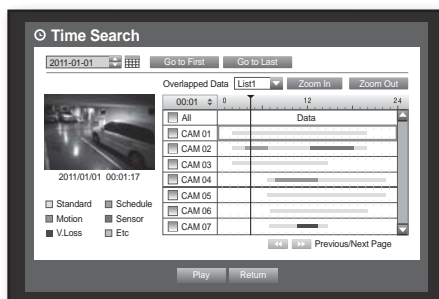 Time Search
2011-01-01 Go to First Go to Last
Overlapped Data List1 Zoom In Zoom Out
00:01 0 12 24
All Data
CAM 01
CAM 02
CAM 03
CAM 04
CAM 05
CAM 06
CAM 07
2011/01/01 00:01:17
Standard Schedule
Motion Sensor
V.Loss Etc
Previous/Next Page
Play Return